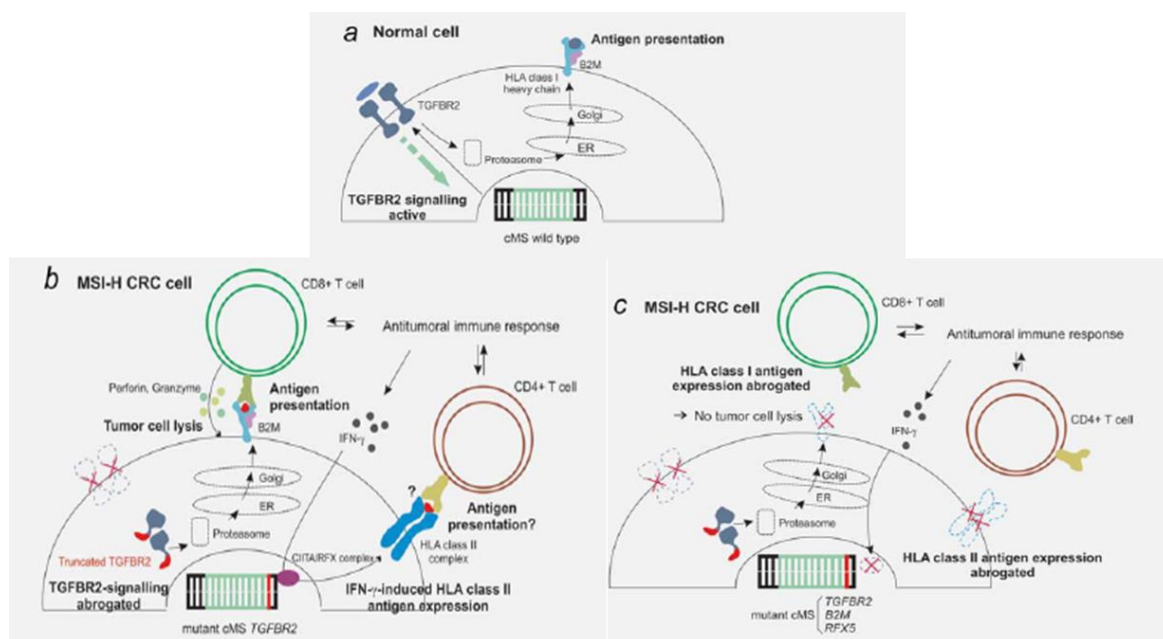 a Normal cell
Antigen presentation
B2M
HLA class I
heavy chain
TGFBR2
Golgi
Proteasome
ER
TGFBR2 signalling
active
cMS wild type
b MSI-H CRC cell
CD8+ T cell
Antitumoral immune response
Perforin, Granzyme
Antigen
presentation
CD4+ T cell
Tumor cell lysis
B2M
IFN-γ
Golgi
?
ER
Antigen
presentation?
Proteasome
HLA class II
complex
Truncated TGFBR2
CIITA/RFX complex
TGFBR2-signalling
abrogated
IFN-γ-induced HLA class II
antigen expression
mutant cMS TGFBR2
c MSI-H CRC cell
CD8+ T cell
Antitumoral immune response
HLA class I antigen
expression abrogated
No tumor cell lysis
IFN-γ
CD4+ T cell
Golgi
ER
Proteasome
HLA class II antigen expression
abrogated
mutant cMS
TGFBR2
B2M
RFX5